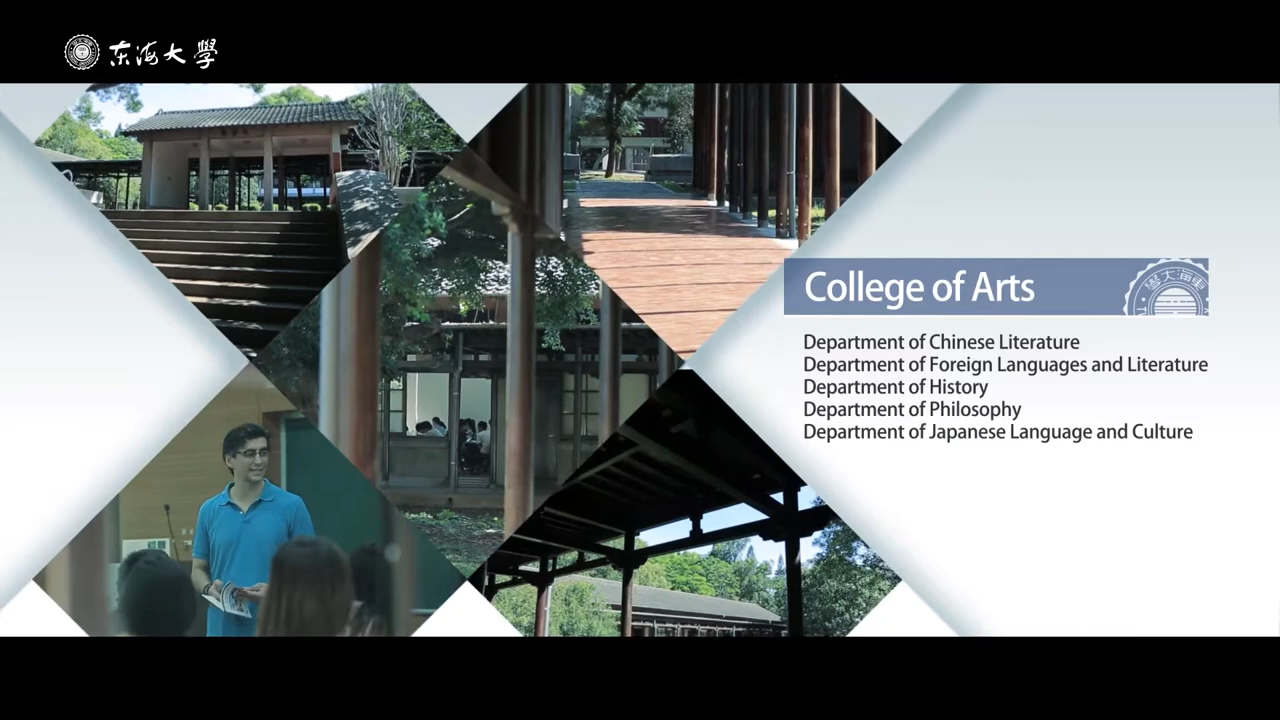 东海大學
College of Arts
Department of Chinese Literature
Department of Foreign Languages and Literature
Department of History
Department of Philosophy
Department of Japanese Language and Culture